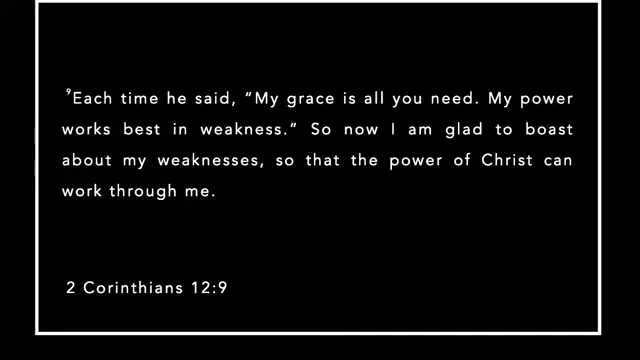 ⁹Each time he said, “My grace is all you need. My power
works best in weakness.” So now I am glad to boast
about my weaknesses, so that the power of Christ can
work through me.
2 Corinthians 12:9